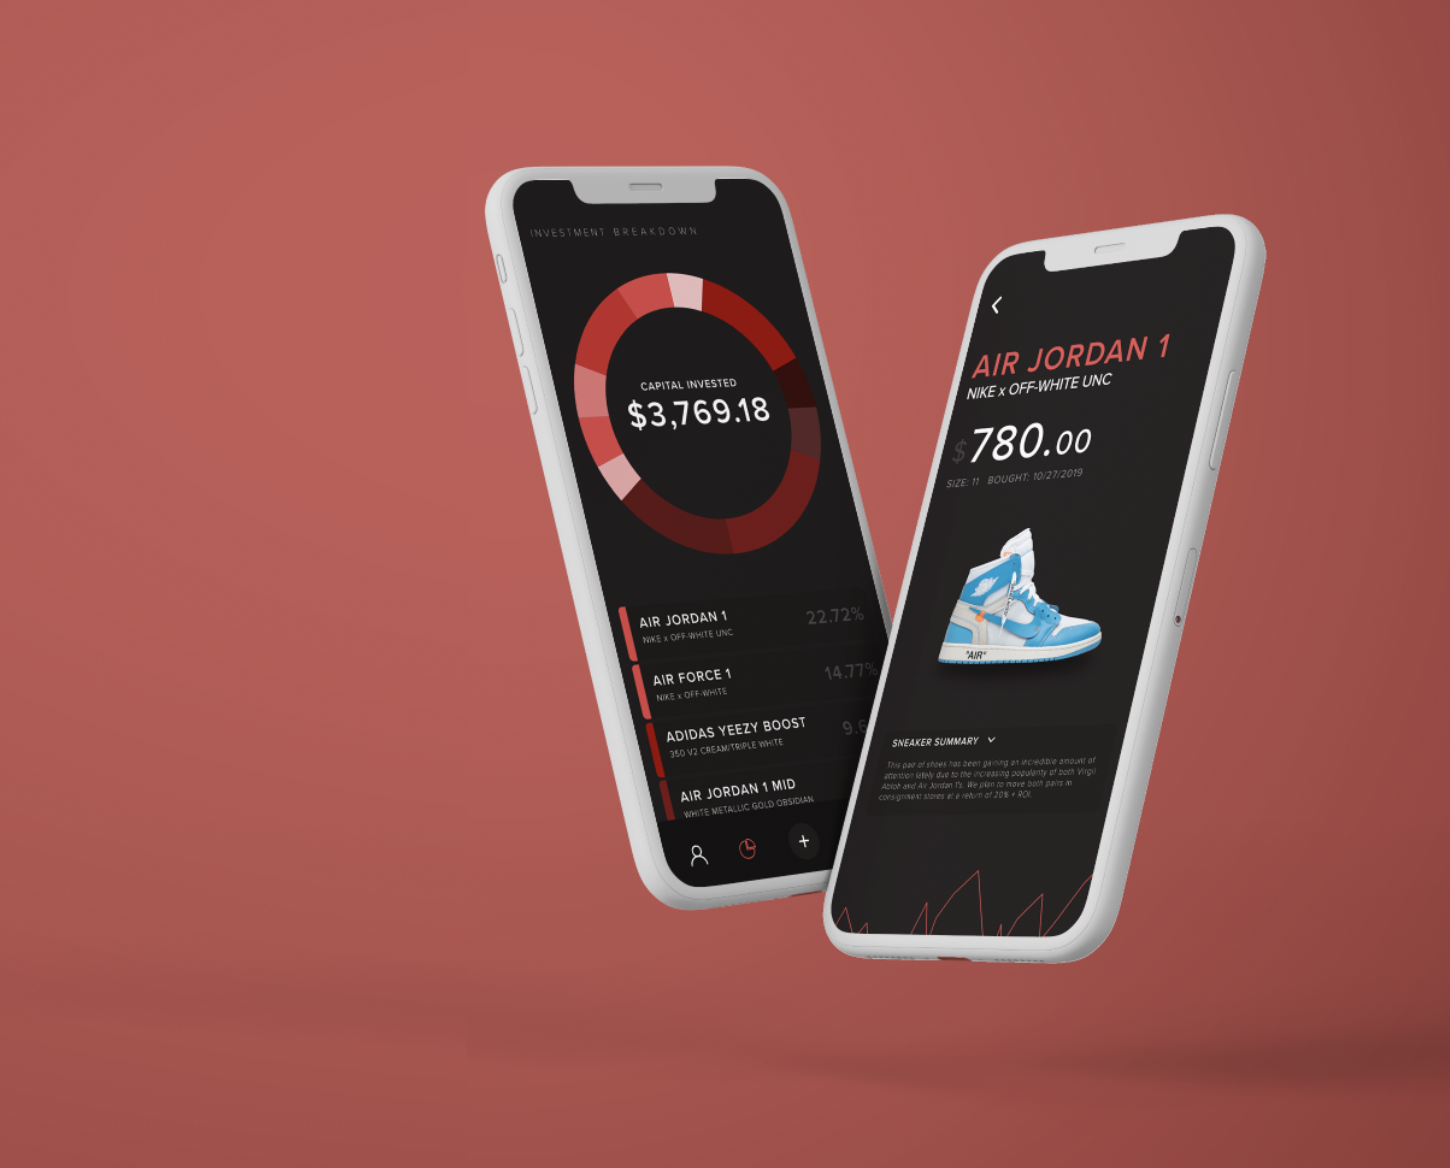 INVESTMENT BREAKDOWN
CAPITAL INVESTED
$3,769.18
AIR JORDAN 1
NIKE x OFF-WHITE UNC
22.72%
AIR FORCE 1
NIKE x OFF-WHITE
14.77%
ADIDAS YEEZY BOOST
350 V2 CREAM/TRIPLE WHITE
9.6
AIR JORDAN 1 MID
WHITE METALLIC GOLD OBSIDIAN
AIR JORDAN 1
NIKE x OFF-WHITE UNC
$780.00
SIZE: 11 BOUGHT: 10/27/2019
"AIR"
SNEAKER SUMMARY
This pair of shoes has been gaining an incredible amount of
attention lately due to the increasing popularity of both Virgil
Abloh and Air Jordan 1's. We plan to move both pairs in
consignment stores at a return of 20% + ROI.